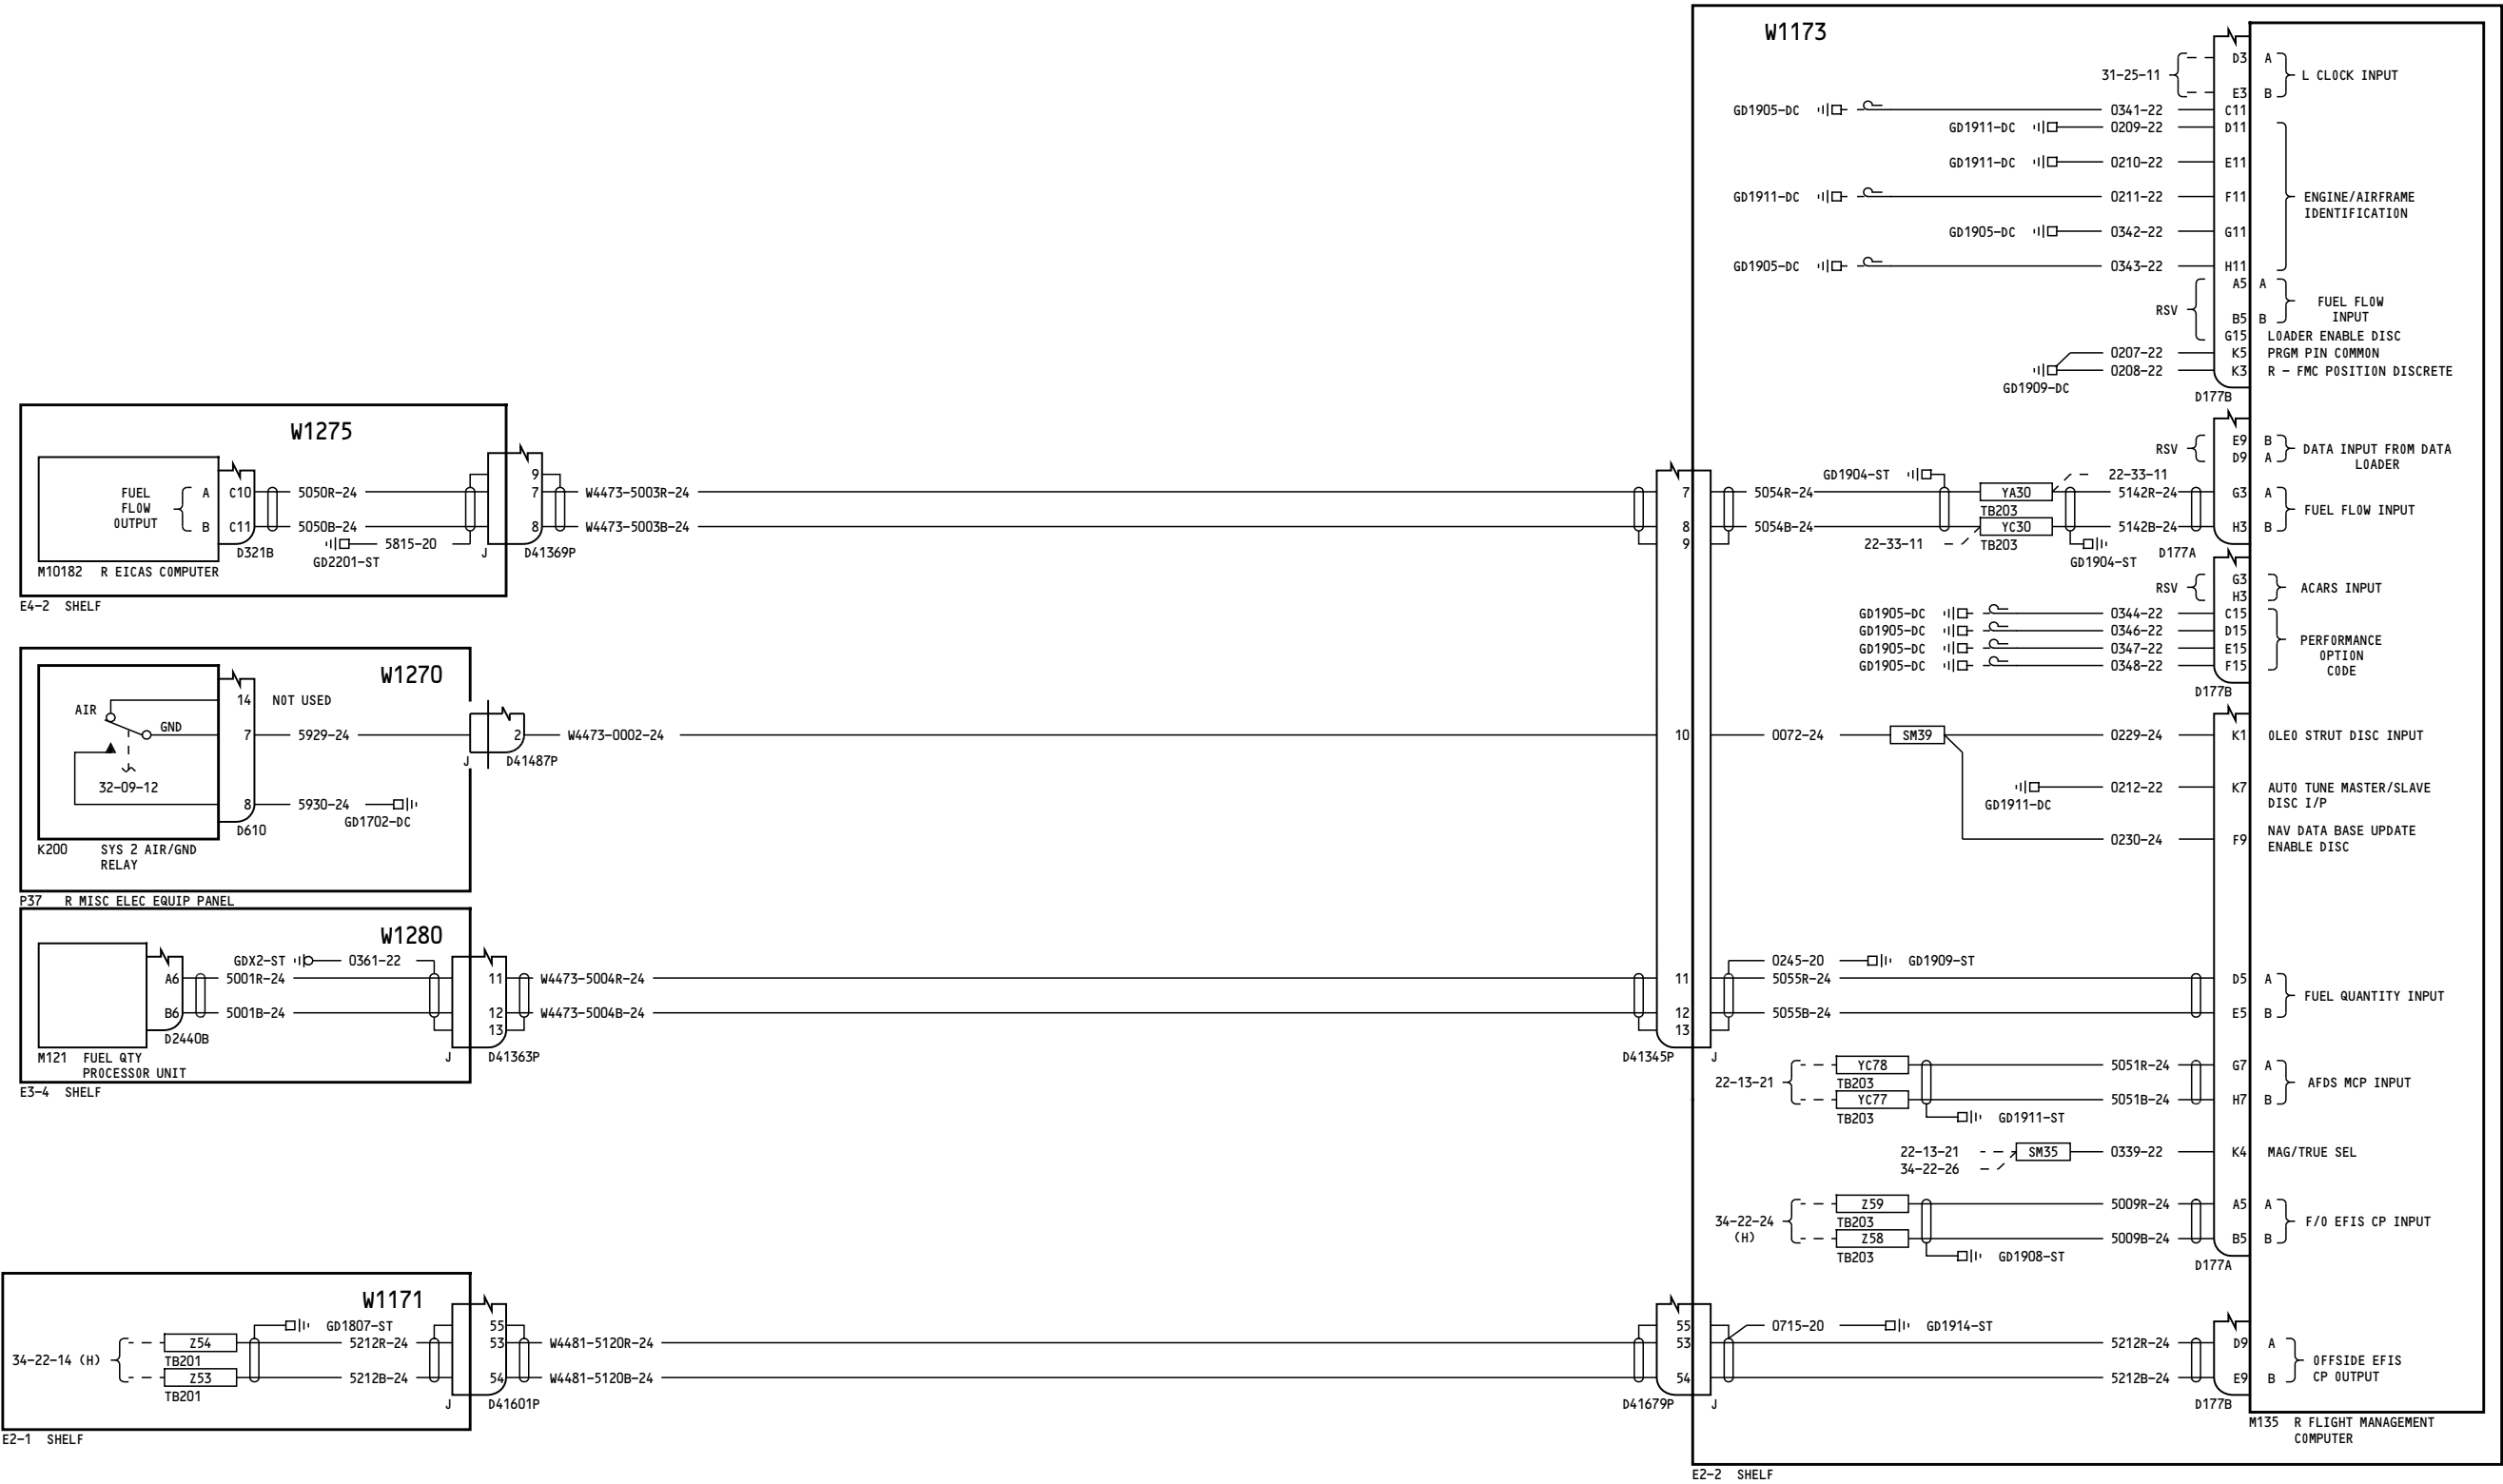 W1173
D3 A
31-25-11 L CLOCK INPUT
E3 B
GD1905-DC 0341-22 C11
GD1911-DC 0209-22 D11
GD1911-DC 0210-22 E11
GD1911-DC 0211-22 F11 ENGINE/AIRFRAME
IDENTIFICATION
GD1905-DC 0342-22 G11
GD1905-DC 0343-22 H11
A5 A
RSV FUEL FLOW
INPUT
B5 B
G15 LOADER ENABLE DISC
0207-22 K5 PRGM PIN COMMON
0208-22 K3 R - FMC POSITION DISCRETE
GD1909-DC
D177B
W1275
RSV E9 B DATA INPUT FROM DATA
D9 A LOADER
FUEL
FLOW
OUTPUT
A C10 5050R-24
9
7 W4473-5003R-24
7 5054R-24
GD1904-ST
YA30
TB203
22-33-11
5142R-24 G3 A
FUEL FLOW INPUT
B C11 5050B-24
8 W4473-5003B-24
8 5054B-24
YC30
TB203
22-33-11
5142B-24 H3 B
9
D321B
5815-20
GD2201-ST
J D41369P
GD1904-ST
D177A
M10182 R EICAS COMPUTER
E4-2 SHELF
RSV G3
H3 ACARS INPUT
GD1905-DC 0344-22 C15
GD1905-DC 0346-22 D15
GD1905-DC 0347-22 E15
GD1905-DC 0348-22 F15
PERFORMANCE
OPTION
CODE
D177B
W1270
14 NOT USED
AIR
GND
7 5929-24
2 W4473-0002-24
10 0072-24 SM39 0229-24 K1 OLEO STRUT DISC INPUT
J D41487P
32-09-12
8 5930-24
GD1702-DC
D610
GD1911-DC 0212-22 K7 AUTO TUNE MASTER/SLAVE
DISC I/P
0230-24 F9 NAV DATA BASE UPDATE
ENABLE DISC
K200 SYS 2 AIR/GND
RELAY
P37 R MISC ELEC EQUIP PANEL
W1280
GDX2-ST 0361-22
0245-20 GD1909-ST
A6 5001R-24 11 W4473-5004R-24 11 5055R-24 D5 A
FUEL QUANTITY INPUT
B6 5001B-24 12 W4473-5004B-24 12 5055B-24 E5 B
13 13
D2440B
J D41363P D41345P J
M121 FUEL QTY
PROCESSOR UNIT
E3-4 SHELF
YC78 5051R-24 G7 A
22-13-21 TB203 AFDS MCP INPUT
YC77 5051B-24 H7 B
TB203 GD1911-ST
22-13-21 SM35 0339-22 K4 MAG/TRUE SEL
34-22-26
Z59 5009R-24 A5 A
34-22-24 TB203 F/O EFIS CP INPUT
(H) Z58 5009B-24 B5 B
TB203 GD1908-ST
D177A
W1171
GD1807-ST 55 55 0715-20 GD1914-ST
Z54 5212R-24 53 W4481-5120R-24 53 5212R-24 D9 A
34-22-14 (H) TB201 OFFSIDE EFIS
CP OUTPUT
Z53 5212B-24 54 W4481-5120B-24 54 5212B-24 E9 B
TB201
J D41601P D41679P J D177B
M135 R FLIGHT MANAGEMENT
COMPUTER
E2-1 SHELF
E2-2 SHELF